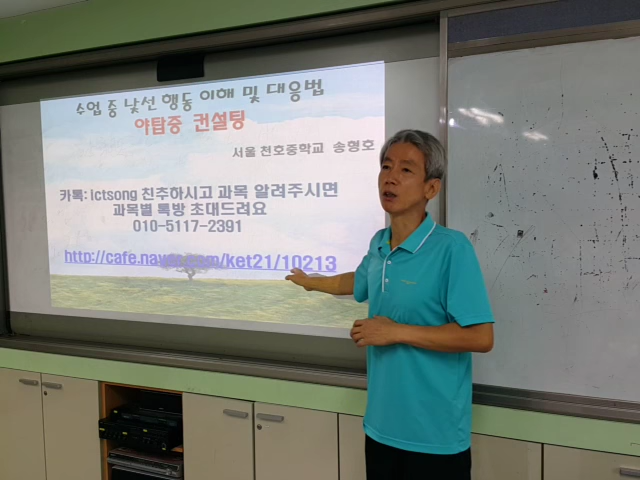 수업 중 낯선 행동 이해 및 대응법
야탑중 컨설팅
서울 천호중학교 송형호
카톡: ictsong 친추하시고 과목 알려주시면
과목별 톡방 초대드려요
010-5117-2391
http://cafe.naver.com/ket21/10213